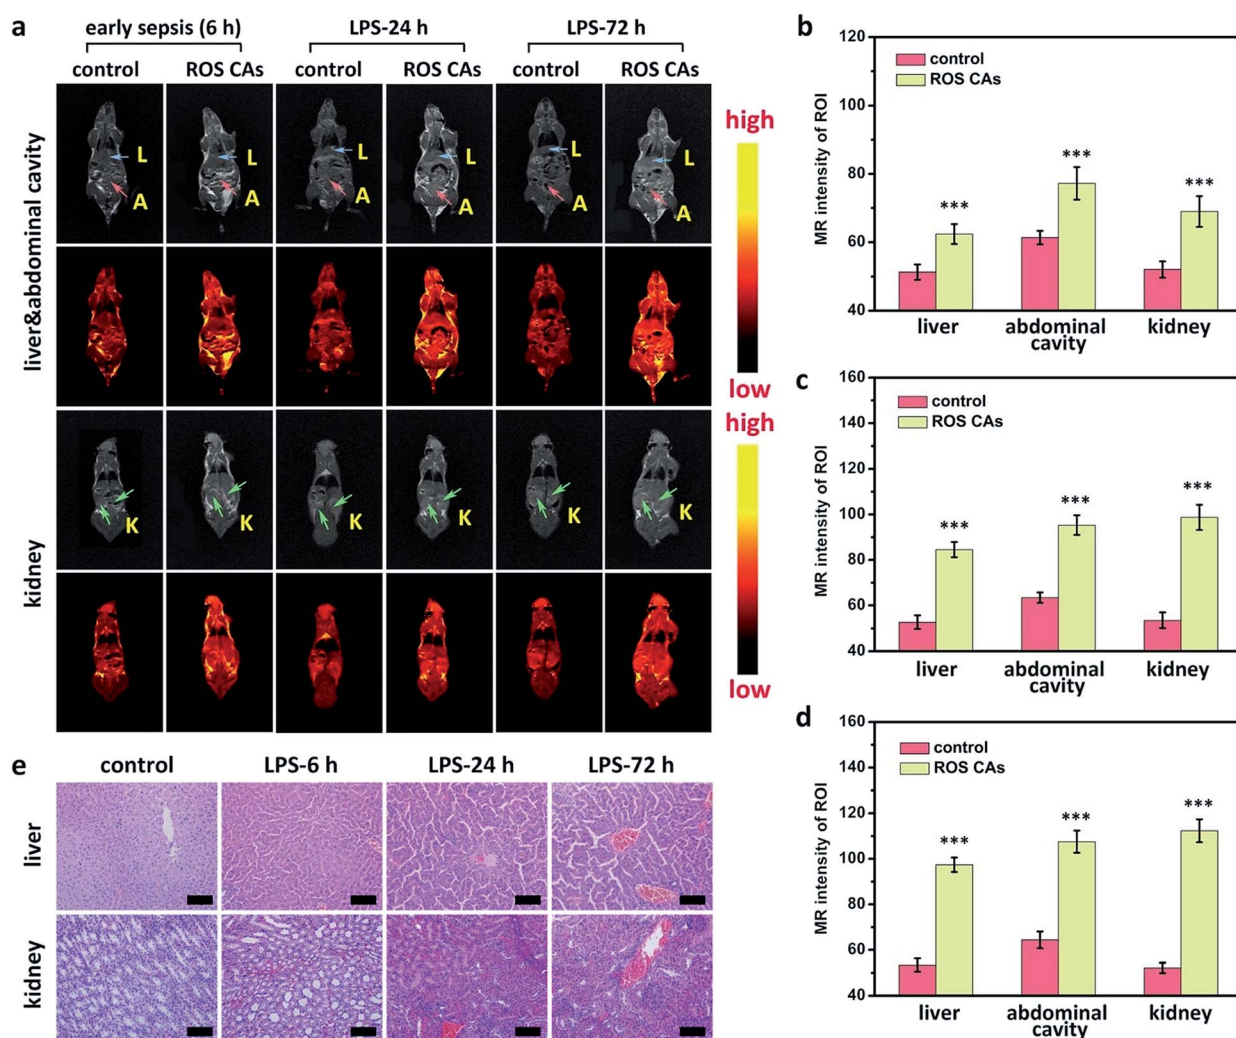 a
early sepsis (6 h)
LPS-24 h
LPS-72 h
control
ROS CAs
control
ROS CAs
control
ROS CAs
liver&abdominal cavity
L
A
L
A
L
A
L
A
L
A
L
A
high
low
kidney
K
K
K
K
K
K
high
low
b
MR intensity of ROI
120
100
80
60
40
control
ROS CAs
***
***
***
liver
abdominal
cavity
kidney
c
MR intensity of ROI
160
140
120
100
80
60
40
control
ROS CAs
***
***
***
liver
abdominal
cavity
kidney
d
MR intensity of ROI
160
140
120
100
80
60
40
control
ROS CAs
***
***
***
liver
abdominal
cavity
kidney
e
control
LPS-6 h
LPS-24 h
LPS-72 h
liver
kidney